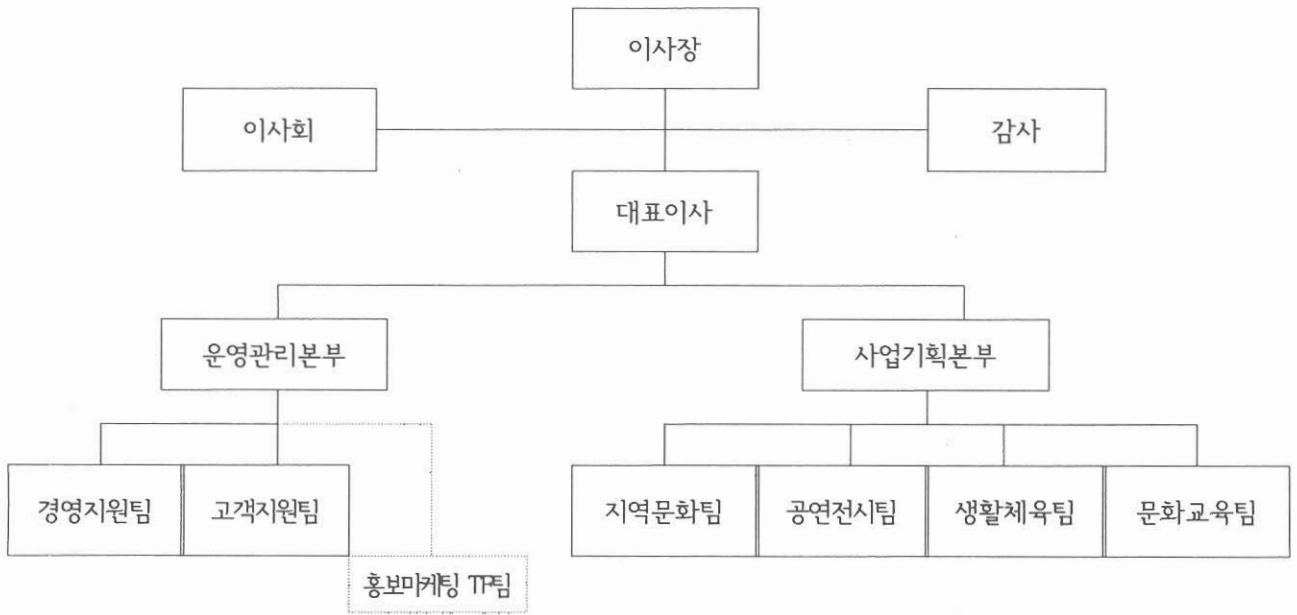 이사장
이사회
감사
대표이사
운영관리본부
사업기획본부
경영지원팀
고객지원팀
지역문화팀
공연전시팀
생활체육팀
문화교육팀
홍보마케팅